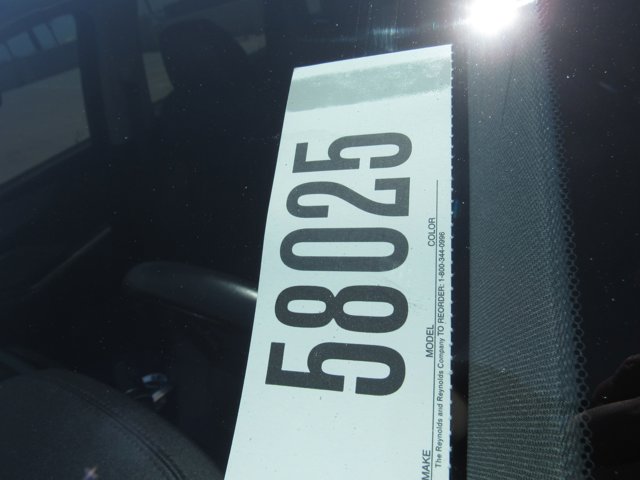 58025
MAKE MODEL COLOR
The Reynolds and Reynolds Company TO REORDER: 1-800-344-0996